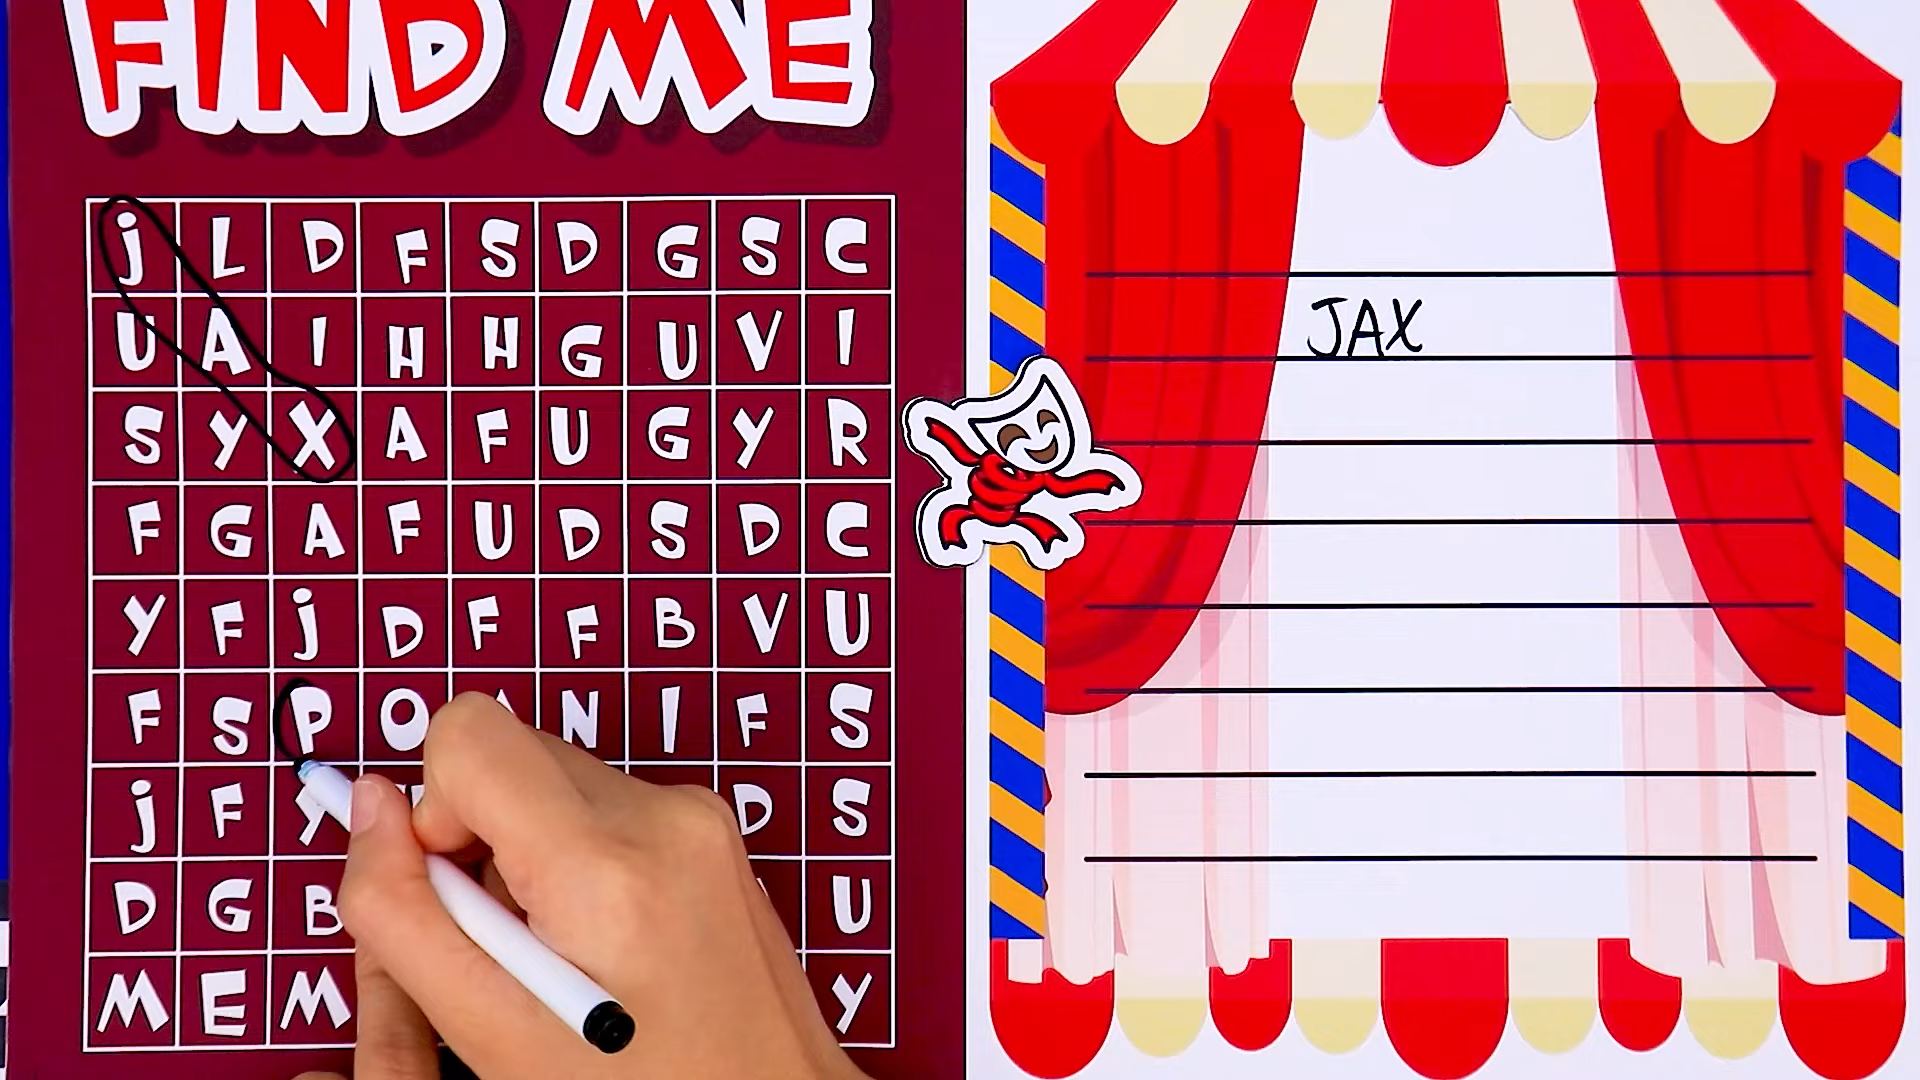 FIND ME
j L D F S D G S C
U A I H H G U V I
S Y X A F U G Y R
F G A F U D S D C
Y F j D F F B V U
F S P O N I F S
j F Y D S
D G B U
M E M Y
JAX